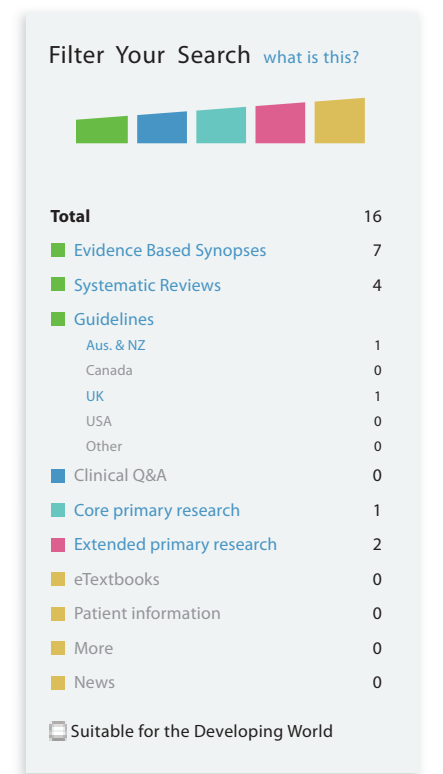 Filter Your Search what is this?
Total 16
Evidence Based Synopses 7
Systematic Reviews 4
Guidelines
Aus. & NZ 1
Canada 0
UK 1
USA 0
Other 0
Clinical Q&A 0
Core primary research 1
Extended primary research 2
eTextbooks 0
Patient information 0
More 0
News 0
Suitable for the Developing World